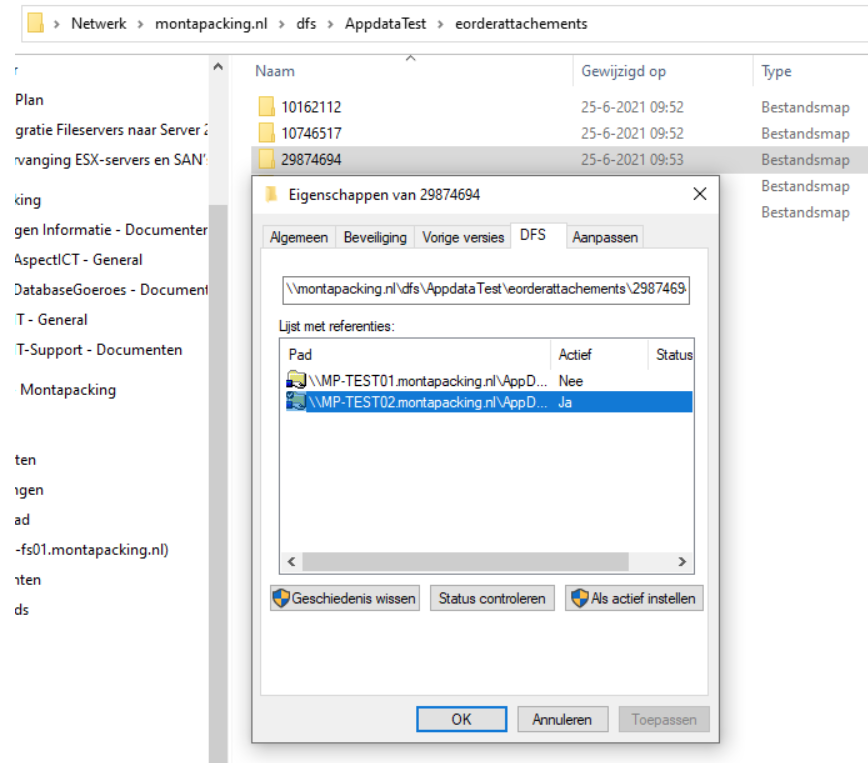 Netwerk > montapacking.nl > dfs > AppdataTest > eorderattachements
r
Plan
gratie Fileservers naar Server 2
rvanging ESX-servers en SAN'
king
gen Informatie - Documenten
AspectICT - General
DatabaseGoeroes - Document
T - General
T-Support - Documenten
Montapacking
ten
ngen
ad
-fs01.montapacking.nl)
nten
ds
Naam Gewijzigd op Type
10162112 25-6-2021 09:52 Bestandsmap
10746517 25-6-2021 09:52 Bestandsmap
29874694 25-6-2021 09:53 Bestandsmap
Bestandsmap
Bestandsmap
Eigenschappen van 29874694
Algemeen Beveiliging Vorige versies DFS Aanpassen
\\montapacking.nl\dfs\AppdataTest\eorderattachements\2987469
Lijst met referenties:
Pad Actief Status
\\MP-TEST01.montapacking.nl\AppD... Nee
\\MP-TEST02.montapacking.nl\AppD... Ja
Geschiedenis wissen Status controleren Als actief instellen
OK Annuleren Toepassen